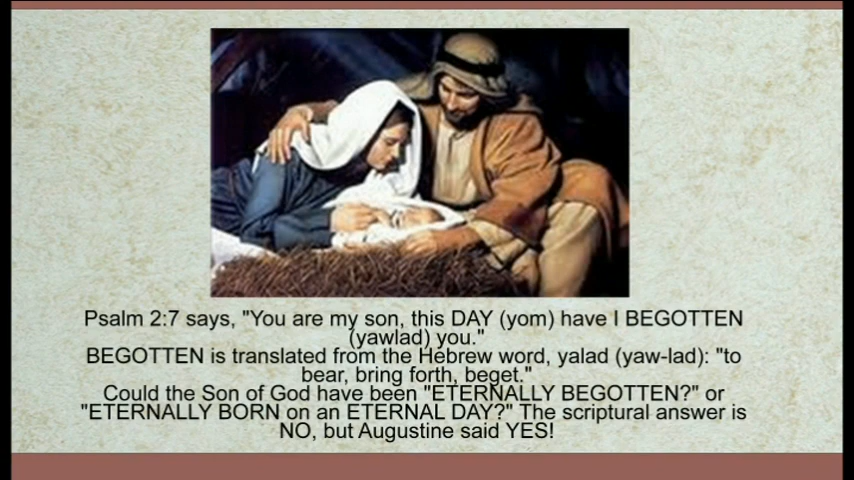 Psalm 2:7 says, "You are my son, this DAY (yom) have I BEGOTTEN
(yawlad) you."
BEGOTTEN is translated from the Hebrew word, yalad (yaw-lad): "to
bear, bring forth, beget."
Could the Son of God have been "ETERNALLY BEGOTTEN?" or
"ETERNALLY BORN on an ETERNAL DAY?" The scriptural answer is
NO, but Augustine said YES!